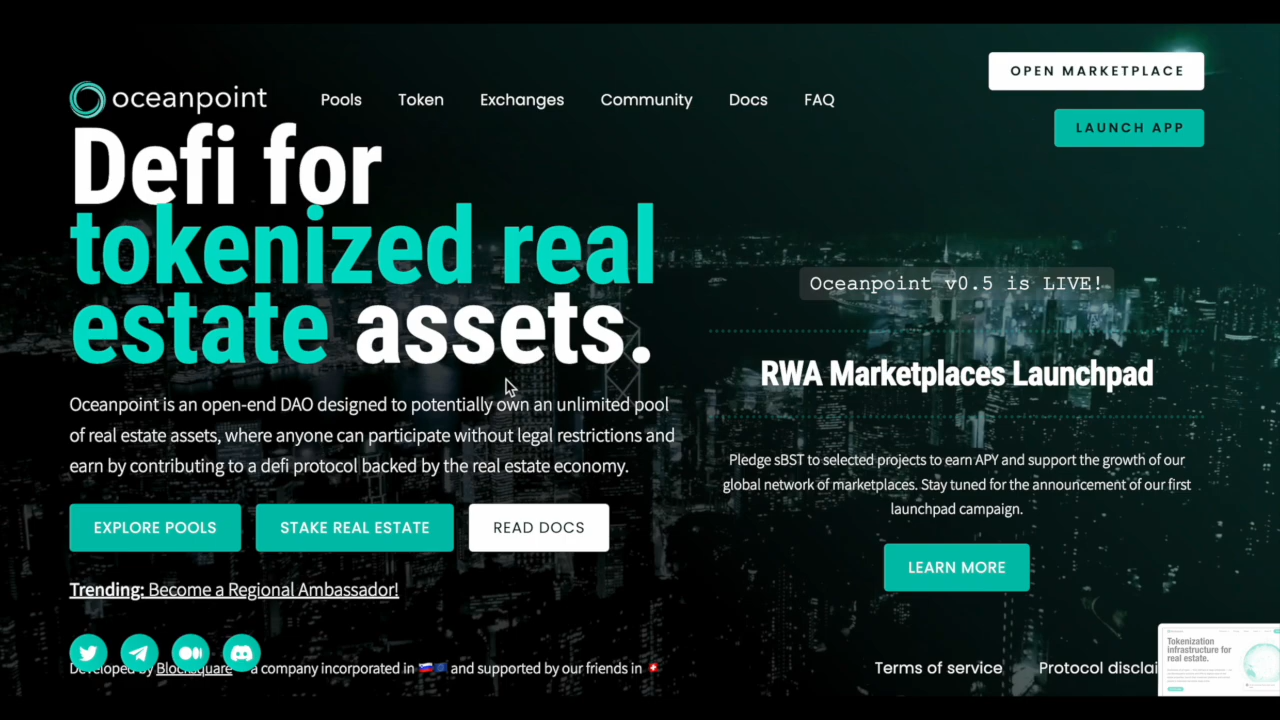 OPEN MARKETPLACE
oceanpoint
Pools
Token
Exchanges
Community
Docs
FAQ
LAUNCH APP
Defi for
tokenized real
estate assets.
Oceanpoint is an open-end DAO designed to potentially own an unlimited pool
of real estate assets, where anyone can participate without legal restrictions and
earn by contributing to a defi protocol backed by the real estate economy.
EXPLORE POOLS
STAKE REAL ESTATE
READ DOCS
Trending: Become a Regional Ambassador!
Oceanpoint v0.5 is LIVE!
RWA Marketplaces Launchpad
Pledge sBST to selected projects to earn APY and support the growth of our
global network of marketplaces. Stay tuned for the announcement of our first
launchpad campaign.
LEARN MORE
Developed by Blocksquare a company incorporated in 🇸🇮🇪🇺 and supported by our friends in 🇨🇭
Terms of service
Protocol disclai
Tokenization
infrastructure for
real estate.